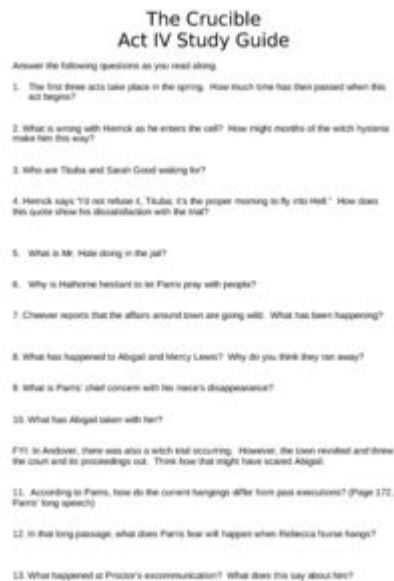 The Crucible
Act IV Study Guide
Answer the following questions as you read along.
1. The first three acts take place in the spring. How much time has then passed when this
act begins?
2. What is wrong with Herrick as he enters the cell? How might months of the witch hysteria
make him this way?
3. Who are Tituba and Sarah Good waiting for?
4. Herrick says "I'd not refuse it, Tituba; it's the proper morning to fly into Hell." How does
this quote show his dissatisfaction with the trial?
5. What is Mr. Hale doing in the jail?
6. Why is Hathorne hesitant to let Parris pray with people?
7. Cheever reports that the affairs around town are going wild. What has been happening?
8. What has happened to Abigail and Mercy Lewis? Why do you think they ran away?
9. What is Parris' chief concern with his niece's disappearance?
10. What has Abigail taken with her?
FYI: In Andover, there was also a witch trial occurring. However, the town revolted and threw
the court and its proceedings out. Think how that might have scared Abigail.
11. According to Parris, how do the current hangings differ from past executions? (Page 172,
Parris' long speech)
12. In that long passage, what does Parris fear will happen when Rebecca Nurse hangs?
13. What happened at Proctor's excommunication? What does this say about him?